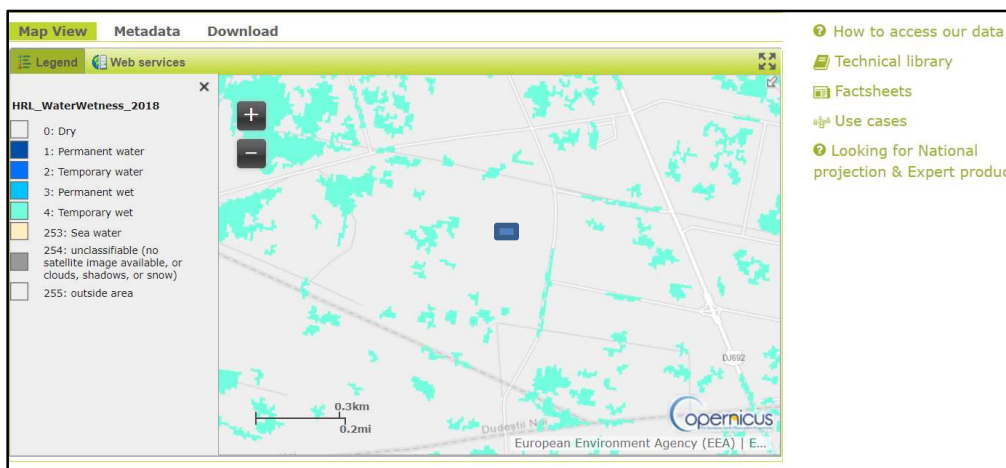 Map View Metadata Download
Legend Web services
HRL_WaterWetness_2018
0: Dry
1: Permanent water
2: Temporary water
3: Permanent wet
4: Temporary wet
253: Sea water
254: unclassifiable (no
satellite image available, or
clouds, shadows, or snow)
255: outside area
+
−
DJ692
0.3km
0.2mi
Dudestii Noi
opernicus
European Environment Agency (EEA) | E...
How to access our data
Technical library
Factsheets
Use cases
Looking for National
projection & Expert produc